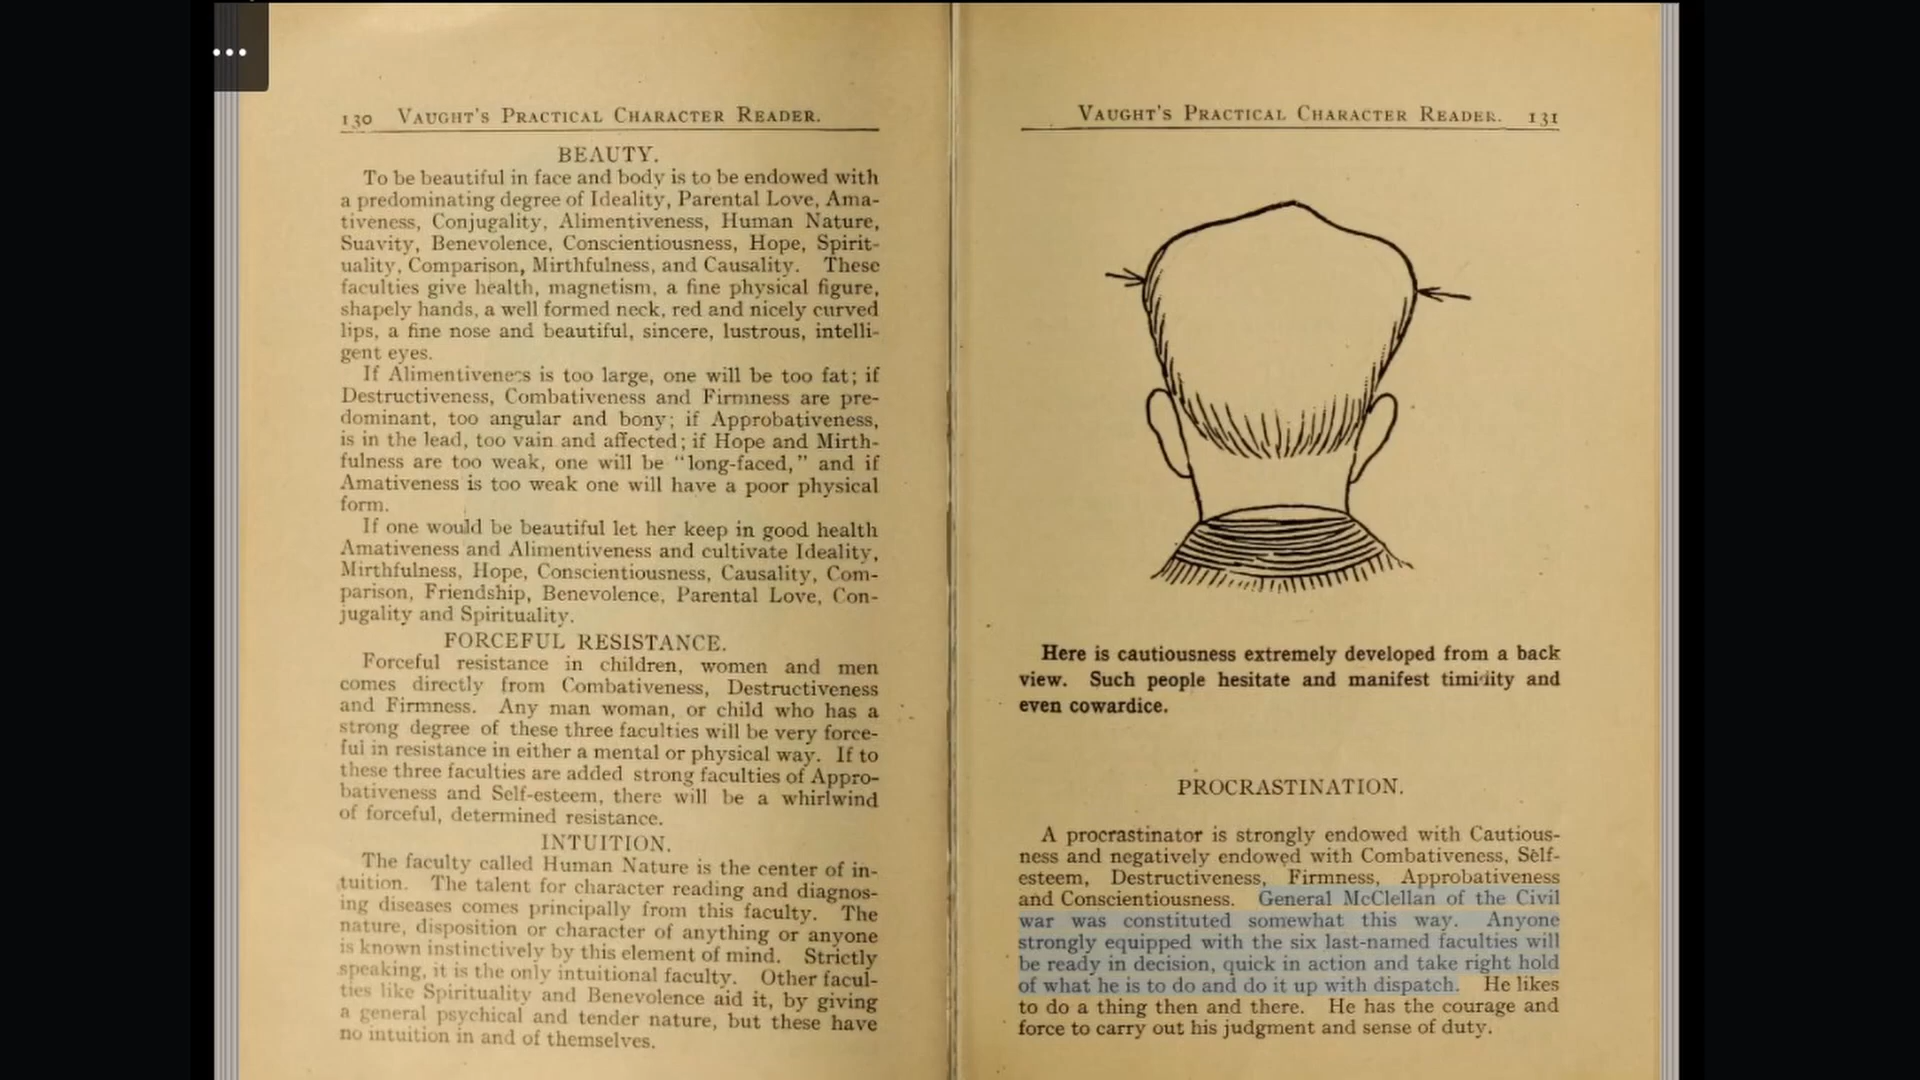 130 VAUGHT'S PRACTICAL CHARACTER READER.
BEAUTY.
To be beautiful in face and body is to be endowed with
a predominating degree of Ideality, Parental Love, Ama-
tiveness, Conjugality, Alimentiveness, Human Nature,
Suavity, Benevolence, Conscientiousness, Hope, Spirit-
uality, Comparison, Mirthfulness, and Causality. These
faculties give health, magnetism, a fine physical figure,
shapely hands, a well formed neck, red and nicely curved
lips, a fine nose and beautiful, sincere, lustrous, intelli-
gent eyes.
If Alimentiveness is too large, one will be too fat; if
Destructiveness, Combativeness and Firmness are pre-
dominant, too angular and bony; if Approbativeness,
is in the lead, too vain and affected; if Hope and Mirth-
fulness are too weak, one will be "long-faced," and if
Amativeness is too weak one will have a poor physical
form.
If one would be beautiful let her keep in good health
Amativeness and Alimentiveness and cultivate Ideality,
Mirthfulness, Hope, Conscientiousness, Causality, Com-
parison, Friendship, Benevolence, Parental Love, Con-
jugality and Spirituality.
FORCEFUL RESISTANCE.
Forceful resistance in children, women and men
comes directly from Combativeness, Destructiveness
and Firmness. Any man woman, or child who has a
strong degree of these three faculties will be very force-
ful in resistance in either a mental or physical way. If to
these three faculties are added strong faculties of Appro-
bativeness and Self-esteem, there will be a whirlwind
of forceful, determined resistance.
INTUITION.
The faculty called Human Nature is the center of in-
tuition. The talent for character reading and diagnos-
ing diseases comes principally from this faculty. The
nature, disposition or character of anything or anyone
is known instinctively by this element of mind. Strictly
speaking, it is the only intuitional faculty. Other facul-
ties like Spirituality and Benevolence aid it, by giving
a general psychical and tender nature, but these have
no intuition in and of themselves.
VAUGHT'S PRACTICAL CHARACTER READER. 131
Here is cautiousness extremely developed from a back
view. Such people hesitate and manifest timidity and
even cowardice.
PROCRASTINATION.
A procrastinator is strongly endowed with Cautious-
ness and negatively endowed with Combativeness, Self-
esteem, Destructiveness, Firmness, Approbativeness
and Conscientiousness. General McClellan of the Civil
war was constituted somewhat this way. Anyone
strongly equipped with the six last-named faculties will
be ready in decision, quick in action and take right hold
of what he is to do and do it up with dispatch. He likes
to do a thing then and there. He has the courage and
force to carry out his judgment and sense of duty.